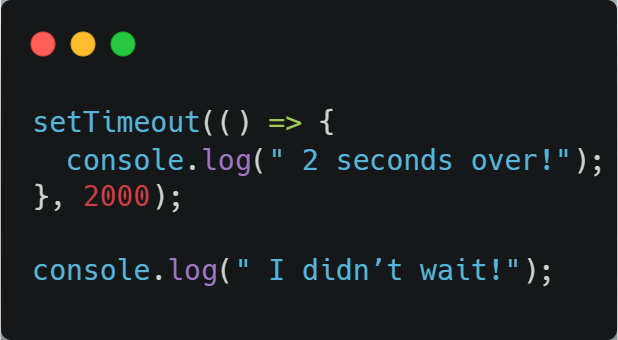 setTimeout(() => {
  console.log(" 2 seconds over!");
}, 2000);
console.log(" I didn’t wait!");